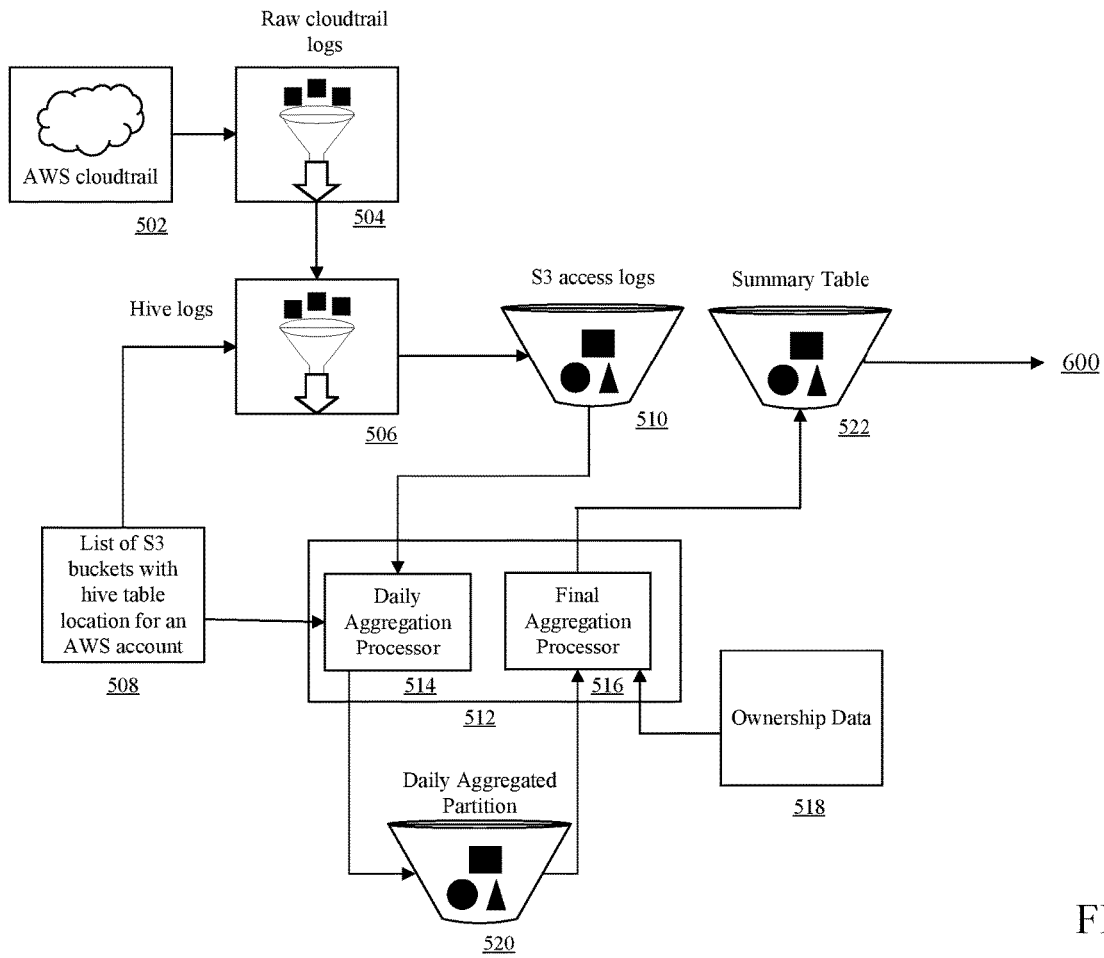 Raw cloudtrail
logs
AWS cloudtrail
502
504
Hive logs
506
S3 access logs
510
Summary Table
522
600
List of S3
buckets with
hive table
location for an
AWS account
508
Daily
Aggregation
Processor
514
Final
Aggregation
Processor
516
512
Ownership Data
518
Daily Aggregated
Partition
520